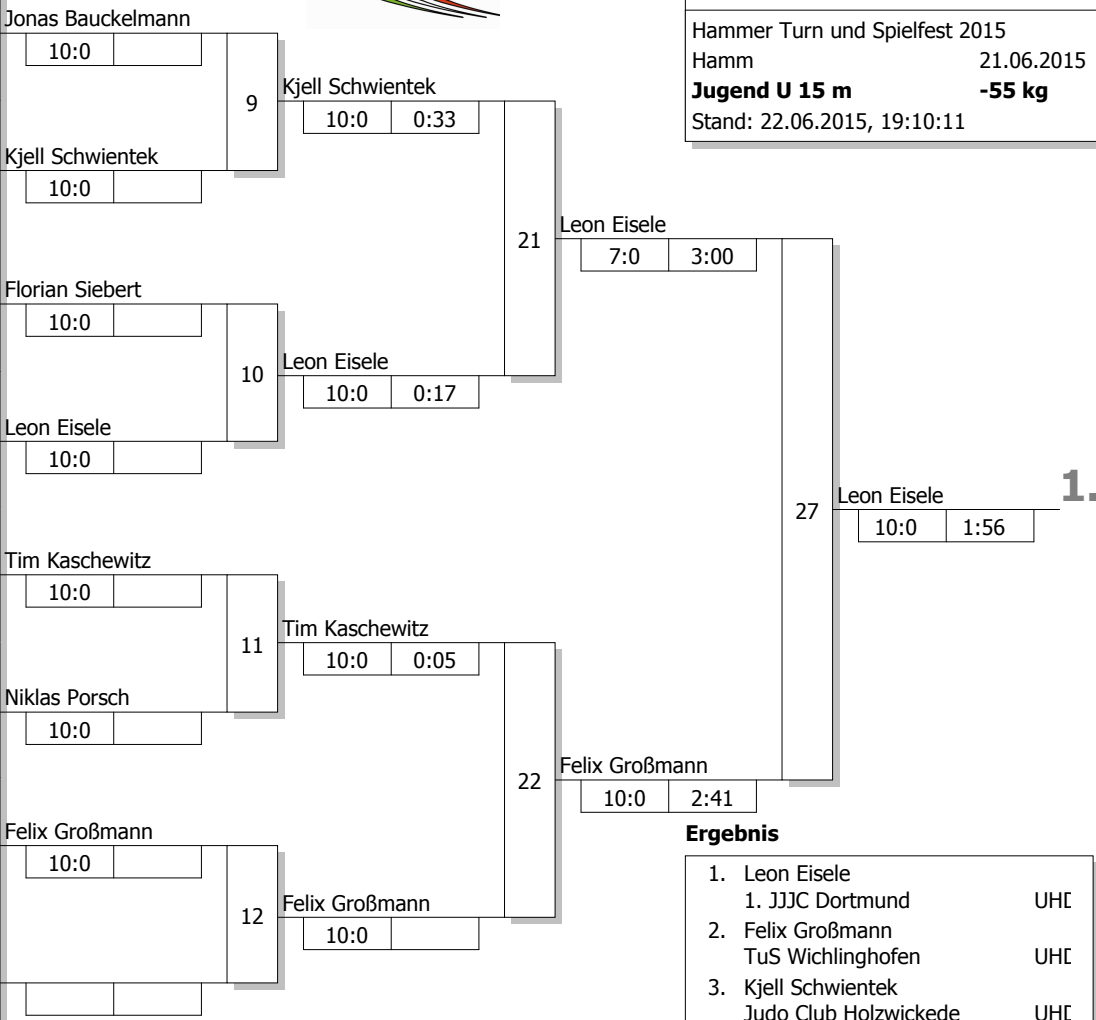 Jonas Bauckelmann
10:0
9
Kjell Schwientek
10:0 0:33
Kjell Schwientek
10:0
Florian Siebert
10:0
10
Leon Eisele
10:0 0:17
Leon Eisele
10:0
21
Leon Eisele
7:0 3:00
Tim Kaschewitz
10:0
11
Tim Kaschewitz
10:0 0:05
Niklas Porsch
10:0
Felix Großmann
10:0
12
Felix Großmann
10:0
22
Felix Großmann
10:0 2:41
27
Leon Eisele
10:0 1:56
1.
Hammer Turn und Spielfest 2015
Hamm 21.06.2015
Jugend U 15 m -55 kg
Stand: 22.06.2015, 19:10:11
Ergebnis
1. Leon Eisele
1. JJJC Dortmund
2. Felix Großmann
TuS Wichlinghofen
3. Kjell Schwientek
Judo Club Holzwickede